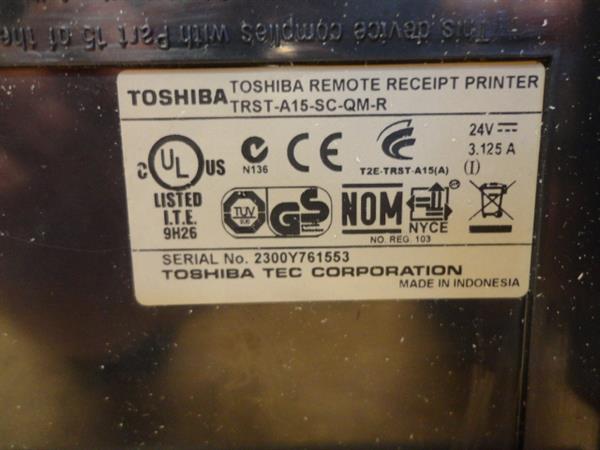 This device complies with Part 15 of the
TOSHIBA TOSHIBA REMOTE RECEIPT PRINTER
TRST-A15-SC-QM-R
24V
3.125 A
(I)
C UL US
LISTED
I.T.E.
9H26
N136
CE
T2E-TRST-A15(A)
TUV
GS
NOM
NYCE
NO. REG. 103
SERIAL No. 2300Y761553
TOSHIBA TEC CORPORATION
MADE IN INDONESIA